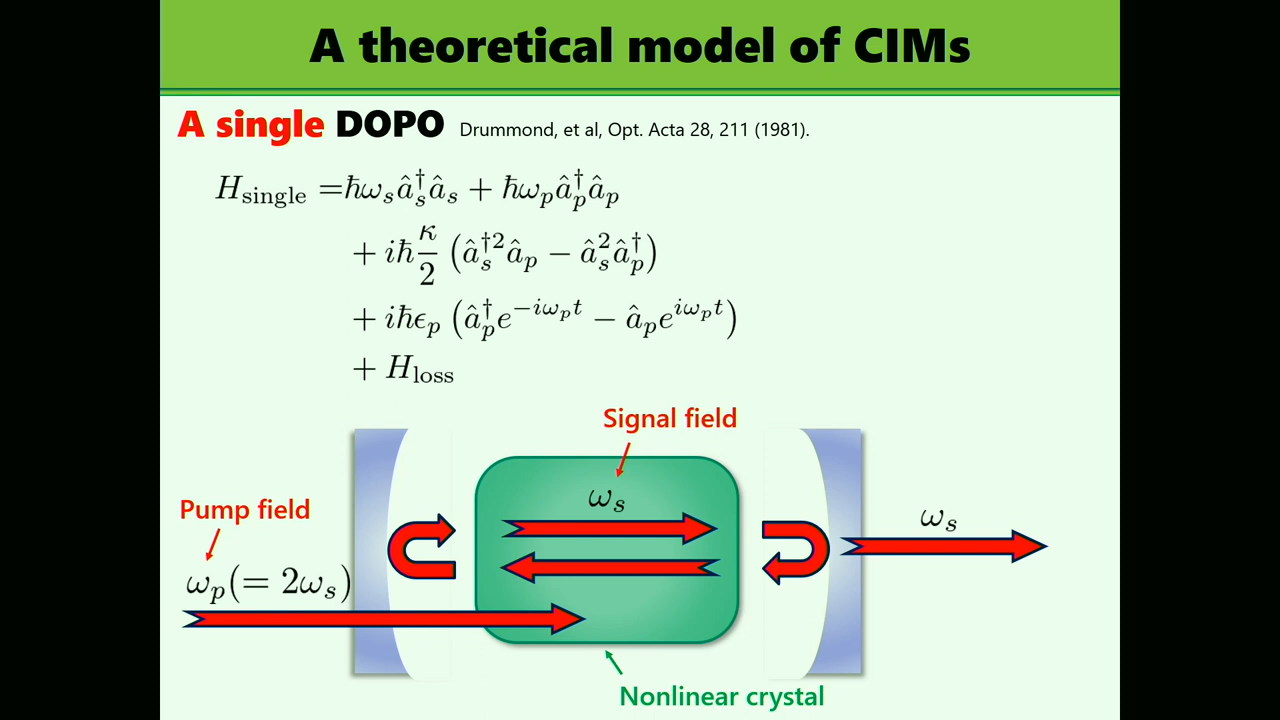 A theoretical model of CIMs
A single DOPO Drummond, et al, Opt. Acta 28, 211 (1981).
H_single =ħω_s â_s^† â_s + ħω_p â_p^† â_p
+ iħ κ/2 (â_s^{†2} â_p − â_s^2 â_p^†)
+ iħϵ_p (â_p^† e^{−iω_p t} − â_p e^{iω_p t})
+ H_loss
Signal field
ω_s
Pump field
ω_s
ω_p(= 2ω_s)
Nonlinear crystal